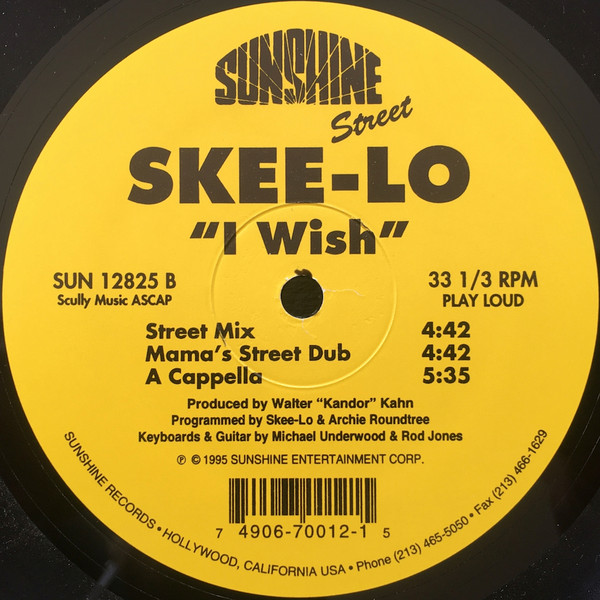 SUNSHINE
Street
SKEE-LO
"I Wish"
SUN 12825 B
Scully Music ASCAP
33 1/3 RPM
PLAY LOUD
Street Mix 4:42
Mama's Street Dub 4:42
A Cappella 5:35
Produced by Walter "Kandor" Kahn
Programmed by Skee-Lo & Archie Roundtree
Keyboards & Guitar by Michael Underwood & Rod Jones
℗ © 1995 SUNSHINE ENTERTAINMENT CORP.
7 4906-70012-1 5
SUNSHINE RECORDS • HOLLYWOOD, CALIFORNIA USA • Phone (213) 465-5050 • Fax (213) 466-1629